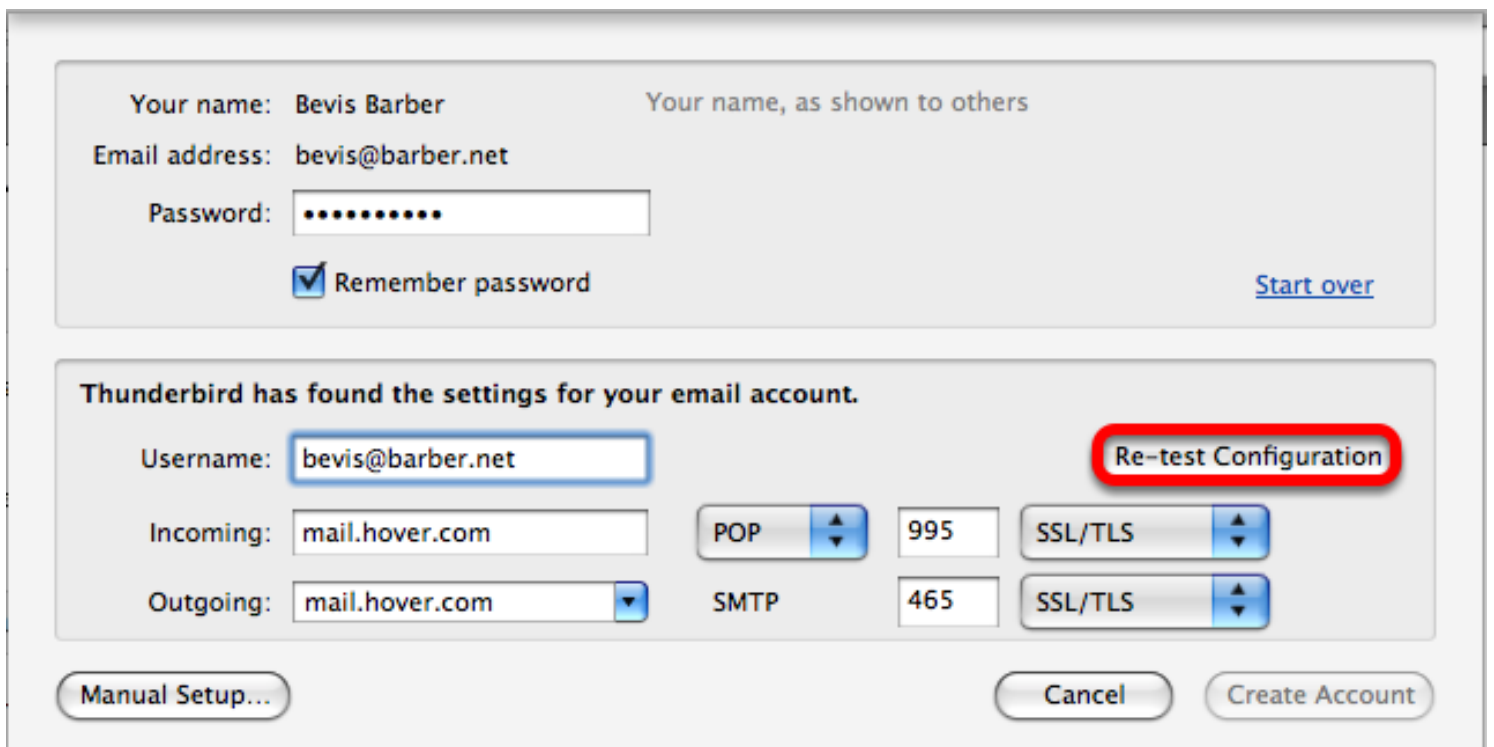 Your name: Bevis Barber Your name, as shown to others
Email address: bevis@barber.net
Password: ••••••••••
Remember password
Start over
Thunderbird has found the settings for your email account.
Username: bevis@barber.net Re-test Configuration
Incoming: mail.hover.com POP 995 SSL/TLS
Outgoing: mail.hover.com SMTP 465 SSL/TLS
Manual Setup... Cancel Create Account